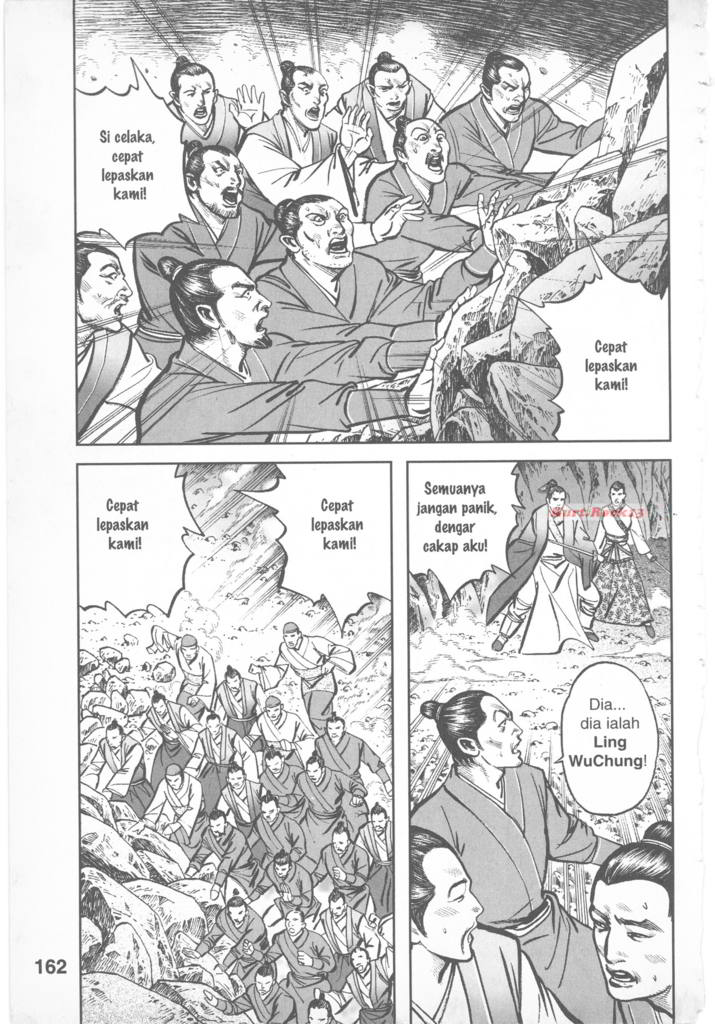 Si celaka,
cepat
lepaskan
kami!
Cepat
lepaskan
kami!
Cepat
lepaskan
kami!
Cepat
lepaskan
kami!
Semuanya
jangan panik,
dengar
cakap aku!
Dia...
dia ialah
Ling
WuChung!
162